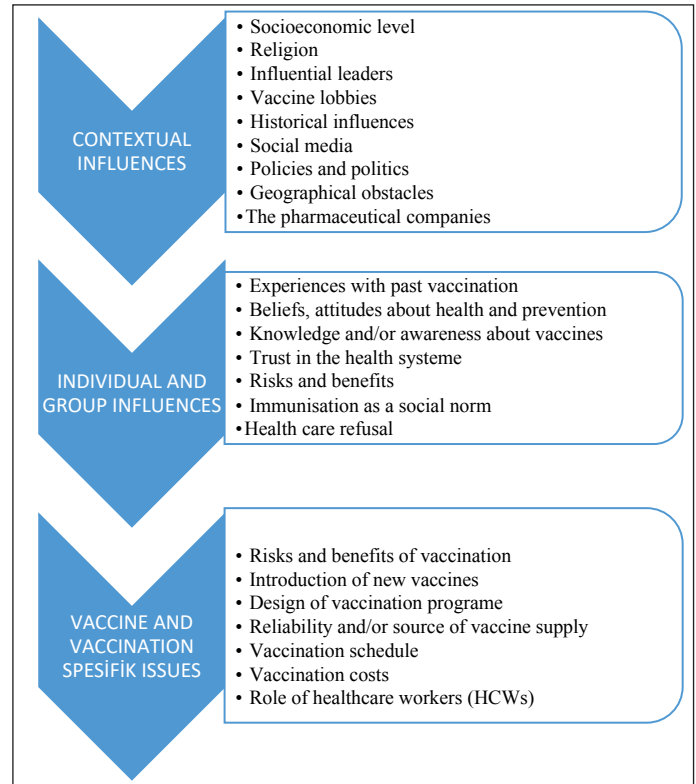 CONTEXTUAL
INFLUENCES
• Socioeconomic level
• Religion
• Influential leaders
• Vaccine lobbies
• Historical influences
• Social media
• Policies and politics
• Geographical obstacles
•The pharmaceutical companies
INDIVIDUAL AND
GROUP INFLUENCES
• Experiences with past vaccination
• Beliefs, attitudes about health and prevention
• Knowledge and/or awareness about vaccines
• Trust in the health systeme
• Risks and benefits
• Immunisation as a social norm
•Health care refusal
VACCINE AND
VACCINATION
SPESİFİK ISSUES
• Risks and benefits of vaccination
• Introduction of new vaccines
• Design of vaccination programe
• Reliability and/or source of vaccine supply
• Vaccination schedule
• Vaccination costs
• Role of healthcare workers (HCWs)